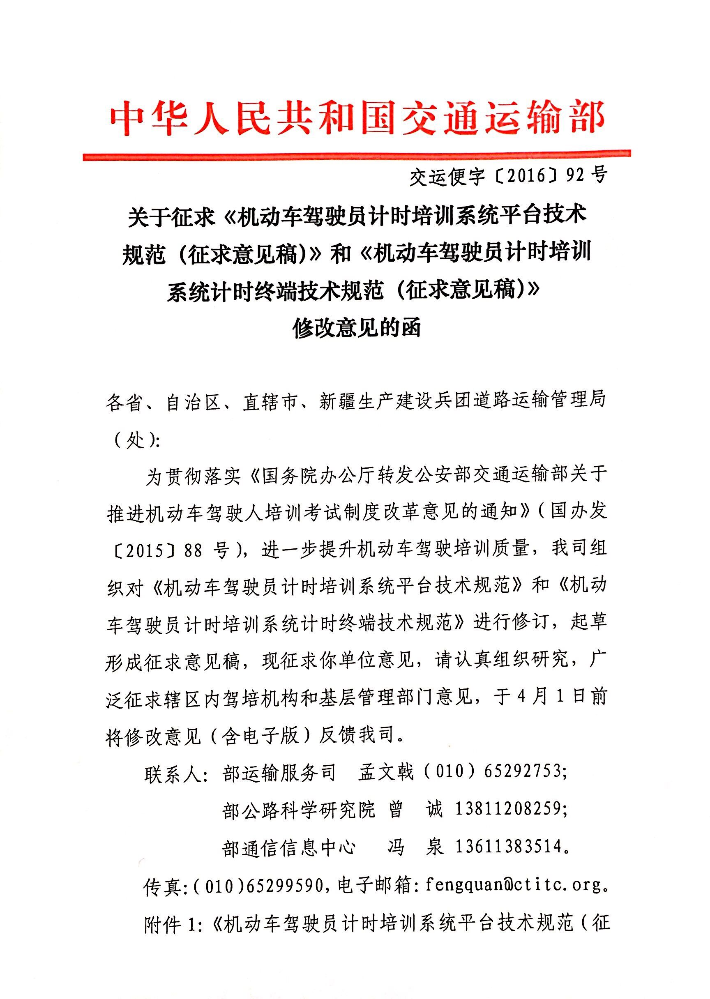 中华人民共和国交通运输部
交运便字〔2016〕92号
关于征求《机动车驾驶员计时培训系统平台技术
规范（征求意见稿）》和《机动车驾驶员计时培训
系统计时终端技术规范（征求意见稿）》
修改意见的函
各省、自治区、直辖市、新疆生产建设兵团道路运输管理局
（处）：
为贯彻落实《国务院办公厅转发公安部交通运输部关于
推进机动车驾驶人培训考试制度改革意见的通知》（国办发
〔2015〕88 号），进一步提升机动车驾驶培训质量，我司组
织对《机动车驾驶员计时培训系统平台技术规范》和《机动
车驾驶员计时培训系统计时终端技术规范》进行修订，起草
形成征求意见稿，现征求你单位意见，请认真组织研究，广
泛征求辖区内驾培机构和基层管理部门意见，于4月1日前
将修改意见（含电子版）反馈我司。
联系人：部运输服务司 孟文戟（010）65292753；
部公路科学研究院 曾 诚 13811208259；
部通信信息中心 冯 泉 13611383514。
传真：（010）65299590，电子邮箱：fengquan@ctitc.org。
附件1：《机动车驾驶员计时培训系统平台技术规范（征